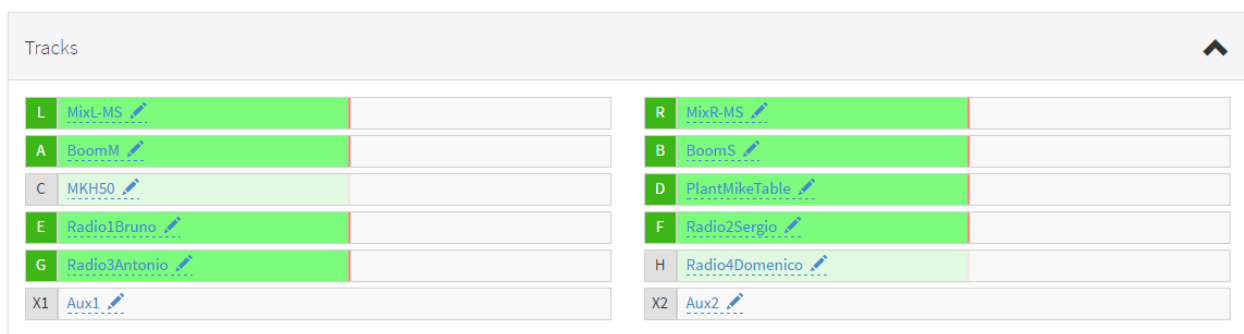 Tracks
L MixL-MS R MixR-MS
A BoomM B BoomS
C MKH50 D PlantMikeTable
E Radio1Bruno F Radio2Sergio
G Radio3Antonio H Radio4Domenico
X1 Aux1 X2 Aux2